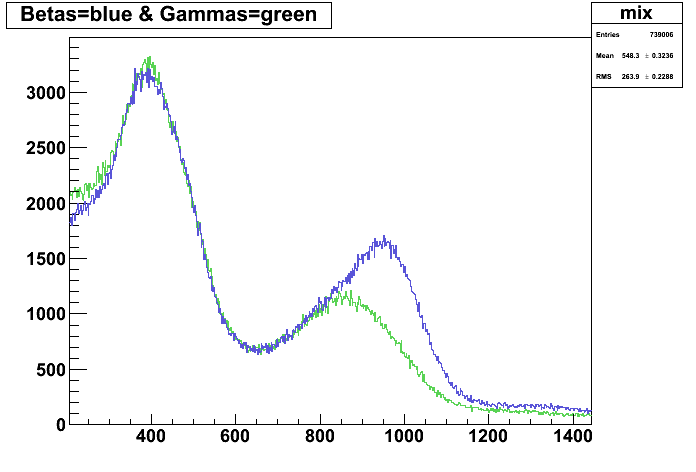 Betas=blue & Gammas=green
mix
Entries 739006
Mean 548.3 ± 0.3236
RMS 263.9 ± 0.2288
3000
2500
2000
1500
1000
500
0
400 600 800 1000 1200 1400